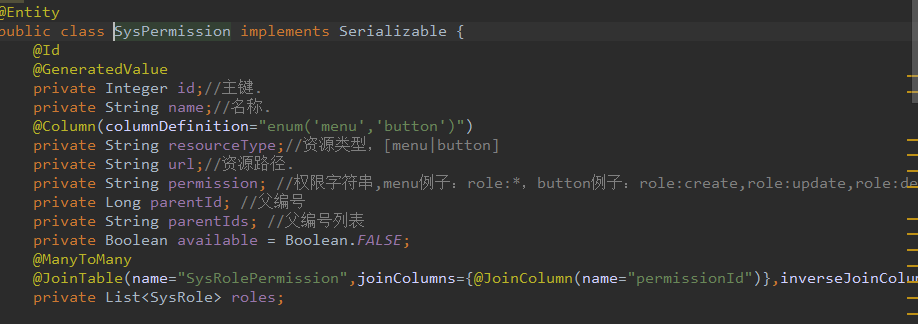 @Entity
public class SysPermission implements Serializable {
@Id
@GeneratedValue
private Integer id;//主键.
private String name;//名称.
@Column(columnDefinition="enum('menu','button')")
private String resourceType;//资源类型，[menu|button]
private String url;//资源路径.
private String permission; //权限字符串,menu例子：role:*，button例子：role:create,role:update,role:de
private Long parentId; //父编号
private String parentIds; //父编号列表
private Boolean available = Boolean.FALSE;
@ManyToMany
@JoinTable(name="SysRolePermission",joinColumns={@JoinColumn(name="permissionId")},inverseJoinColu
private List<SysRole> roles;